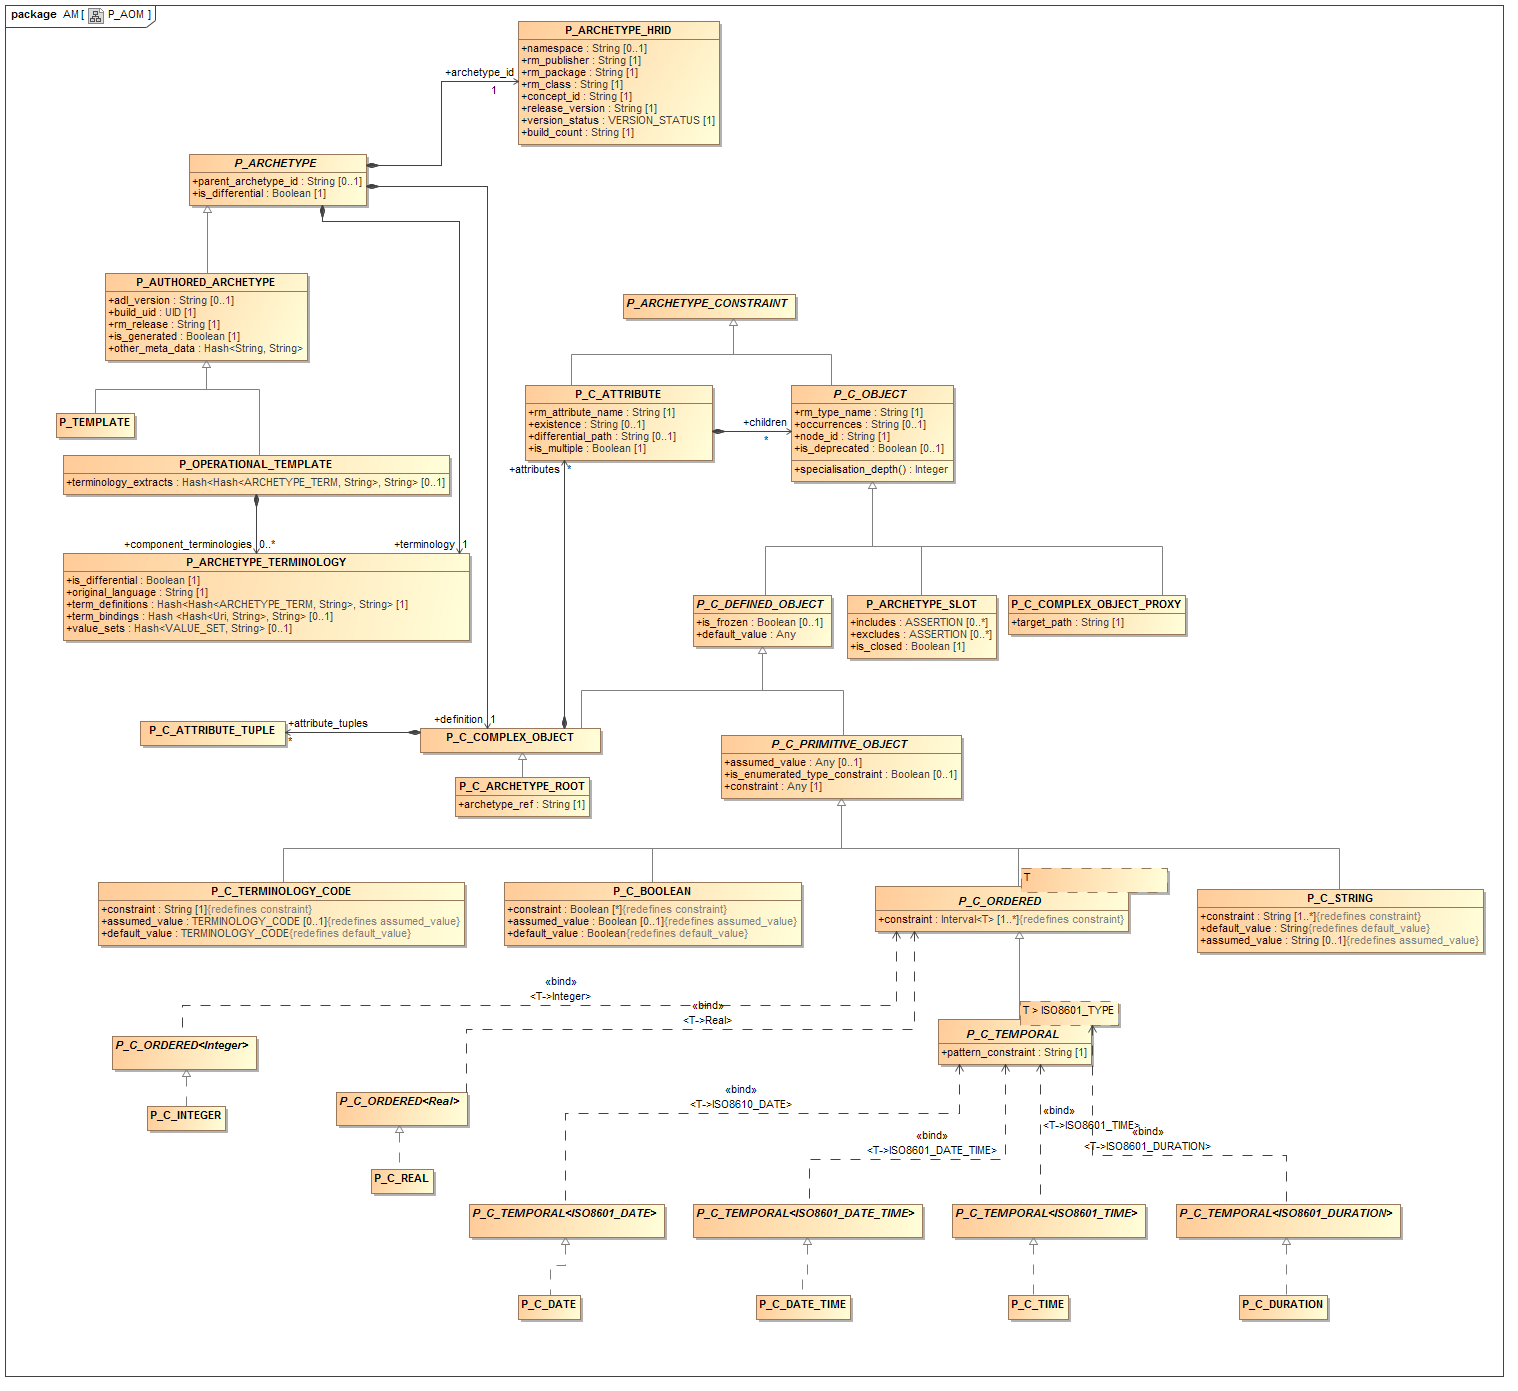 package AM [ P_AOM ]
P_ARCHETYPE_HRID
+namespace : String [0..1]
+rm_publisher : String [1]
+rm_package : String [1]
+rm_class : String [1]
+concept_id : String [1]
+release_version : String [1]
+version_status : VERSION_STATUS [1]
+build_count : String [1]
+archetype_id
1
P_ARCHETYPE
+parent_archetype_id : String [0..1]
+is_differential : Boolean [1]
P_AUTHORED_ARCHETYPE
+adl_version : String [0..1]
+build_uid : UID [1]
+rm_release : String [1]
+is_generated : Boolean [1]
+other_meta_data : Hash<String, String>
P_TEMPLATE
P_OPERATIONAL_TEMPLATE
+terminology_extracts : Hash<Hash<ARCHETYPE_TERM, String>, String> [0..1]
+component_terminologies 0..*
+terminology 1
P_ARCHETYPE_TERMINOLOGY
+is_differential : Boolean [1]
+original_language : String [1]
+term_definitions : Hash<Hash<ARCHETYPE_TERM, String>, String> [1]
+term_bindings : Hash <Hash<Uri, String>, String> [0..1]
+value_sets : Hash<VALUE_SET, String> [0..1]
P_ARCHETYPE_CONSTRAINT
P_C_ATTRIBUTE
+rm_attribute_name : String [1]
+existence : String [0..1]
+differential_path : String [0..1]
+is_multiple : Boolean [1]
+children
*
P_C_OBJECT
+rm_type_name : String [1]
+occurrences : String [0..1]
+node_id : String [1]
+is_deprecated : Boolean [0..1]
+specialisation_depth() : Integer
+attributes *
P_C_DEFINED_OBJECT
+is_frozen : Boolean [0..1]
+default_value : Any
P_ARCHETYPE_SLOT
+includes : ASSERTION [0..*]
+excludes : ASSERTION [0..*]
+is_closed : Boolean [1]
P_C_COMPLEX_OBJECT_PROXY
+target_path : String [1]
P_C_ATTRIBUTE_TUPLE
+attribute_tuples
*
+definition 1
P_C_COMPLEX_OBJECT
P_C_ARCHETYPE_ROOT
+archetype_ref : String [1]
P_C_PRIMITIVE_OBJECT
+assumed_value : Any [0..1]
+is_enumerated_type_constraint : Boolean [0..1]
+constraint : Any [1]
P_C_TERMINOLOGY_CODE
+constraint : String [1]{redefines constraint}
+assumed_value : TERMINOLOGY_CODE [0..1]{redefines assumed_value}
+default_value : TERMINOLOGY_CODE{redefines default_value}
P_C_BOOLEAN
+constraint : Boolean [*]{redefines constraint}
+assumed_value : Boolean [0..1]{redefines assumed_value}
+default_value : Boolean{redefines default_value}
T
P_C_ORDERED
+constraint : Interval<T> [1..*]{redefines constraint}
P_C_STRING
+constraint : String [1..*]{redefines constraint}
+default_value : String{redefines default_value}
+assumed_value : String [0..1]{redefines assumed_value}
«bind»
<T->Integer>
«bind»
<T->Real>
T > ISO8601_TYPE
P_C_TEMPORAL
+pattern_constraint : String [1]
P_C_ORDERED<Integer>
P_C_INTEGER
P_C_ORDERED<Real>
P_C_REAL
«bind»
<T->ISO8610_DATE>
«bind»
<T->ISO8601_DATE_TIME>
«bind»
<T->ISO8601_TIME>
«bind»
<T->ISO8601_DURATION>
P_C_TEMPORAL<ISO8601_DATE>
P_C_TEMPORAL<ISO8601_DATE_TIME>
P_C_TEMPORAL<ISO8601_TIME>
P_C_TEMPORAL<ISO8601_DURATION>
P_C_DATE
P_C_DATE_TIME
P_C_TIME
P_C_DURATION